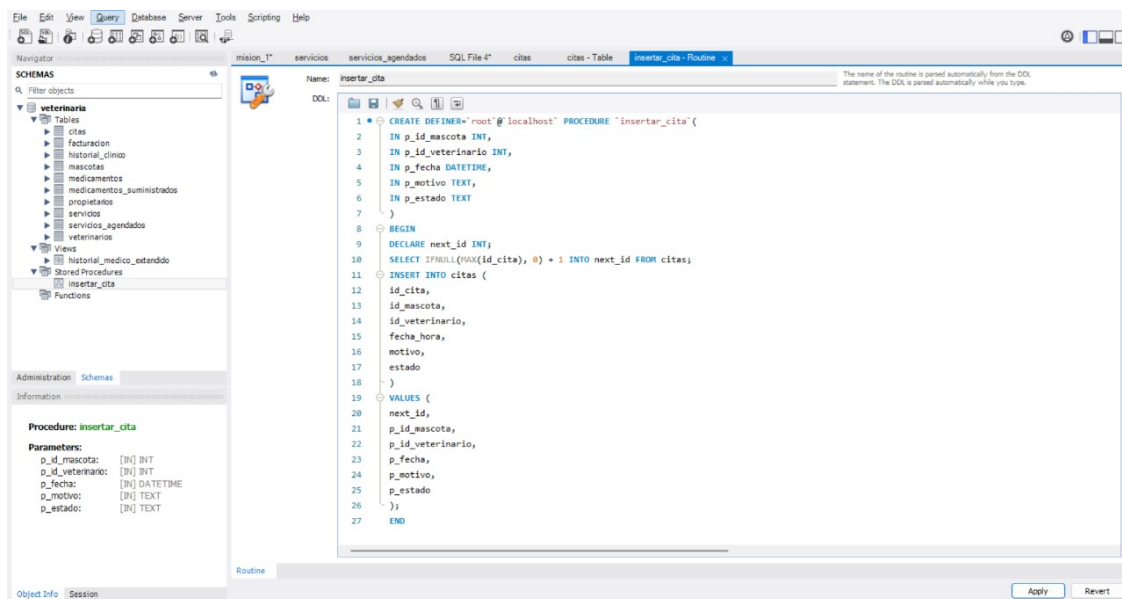 File Edit View Query Database Server Tools Scripting Help
Navigator
mision_1* servicios servicios_agendados SQL File 4* citas citas - Table insertar_cita - Routine
SCHEMAS
Filter objects
veterinaria
Tables
citas
facturacion
historial_clinico
mascotas
medicamentos
medicamentos_suministrados
propietarios
servicios
servicios_agendados
veterinarios
Views
historial_medico_extendido
Stored Procedures
insertar_cita
Functions
Administration Schemas
Information
Procedure: insertar_cita
Parameters:
p_id_mascota: [IN] INT
p_id_veterinario: [IN] INT
p_fecha: [IN] DATETIME
p_motivo: [IN] TEXT
p_estado: [IN] TEXT
Object Info Session
Name: insertar_cita
The name of the routine is parsed automatically from the DDL
statement. The DDL is parsed automatically while you type.
DDL:
1 CREATE DEFINER=`root`@`localhost` PROCEDURE `insertar_cita`(
2 IN p_id_mascota INT,
3 IN p_id_veterinario INT,
4 IN p_fecha DATETIME,
5 IN p_motivo TEXT,
6 IN p_estado TEXT
7 )
8 BEGIN
9 DECLARE next_id INT;
10 SELECT IFNULL(MAX(id_cita), 0) + 1 INTO next_id FROM citas;
11 INSERT INTO citas (
12 id_cita,
13 id_mascota,
14 id_veterinario,
15 fecha_hora,
16 motivo,
17 estado
18 )
19 VALUES (
20 next_id,
21 p_id_mascota,
22 p_id_veterinario,
23 p_fecha,
24 p_motivo,
25 p_estado
26 );
27 END
Routine
Apply Revert